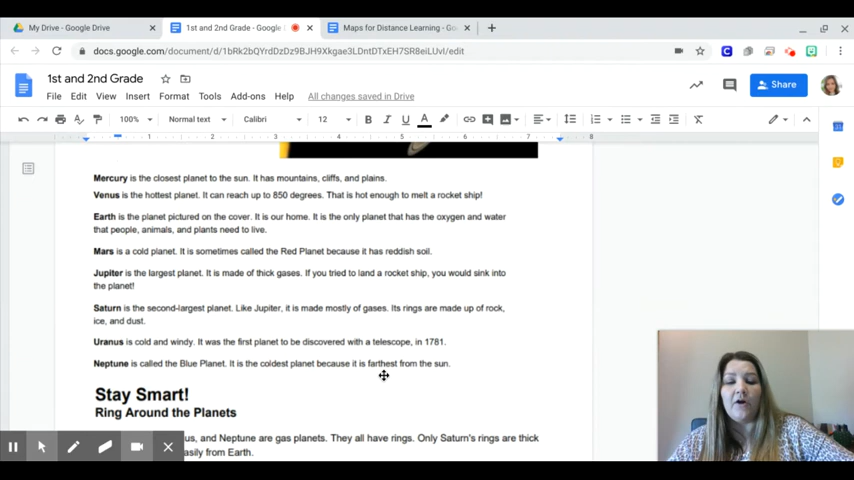 My Drive - Google Drive
1st and 2nd Grade - Google
Maps for Distance Learning - Go
docs.google.com/document/d/1bRk2bQYrdDzDz9BJH9Xkgae3LDntDTxEH7SR8eiLUvI/edit
1st and 2nd Grade
File Edit View Insert Format Tools Add-ons Help All changes saved in Drive
Share
100% Normal text Calibri 12
1 2 3 4 5 6 7 8
Mercury is the closest planet to the sun. It has mountains, cliffs, and plains.
Venus is the hottest planet. It can reach up to 850 degrees. That is hot enough to melt a rocket ship!
Earth is the planet pictured on the cover. It is our home. It is the only planet that has the oxygen and water
that people, animals, and plants need to live.
Mars is a cold planet. It is sometimes called the Red Planet because it has reddish soil.
Jupiter is the largest planet. It is made of thick gases. If you tried to land a rocket ship, you would sink into
the planet!
Saturn is the second-largest planet. Like Jupiter, it is made mostly of gases. Its rings are made up of rock,
ice, and dust.
Uranus is cold and windy. It was the first planet to be discovered with a telescope, in 1781.
Neptune is called the Blue Planet. It is the coldest planet because it is farthest from the sun.
Stay Smart!
Ring Around the Planets
us, and Neptune are gas planets. They all have rings. Only Saturn's rings are thick
easily from Earth.